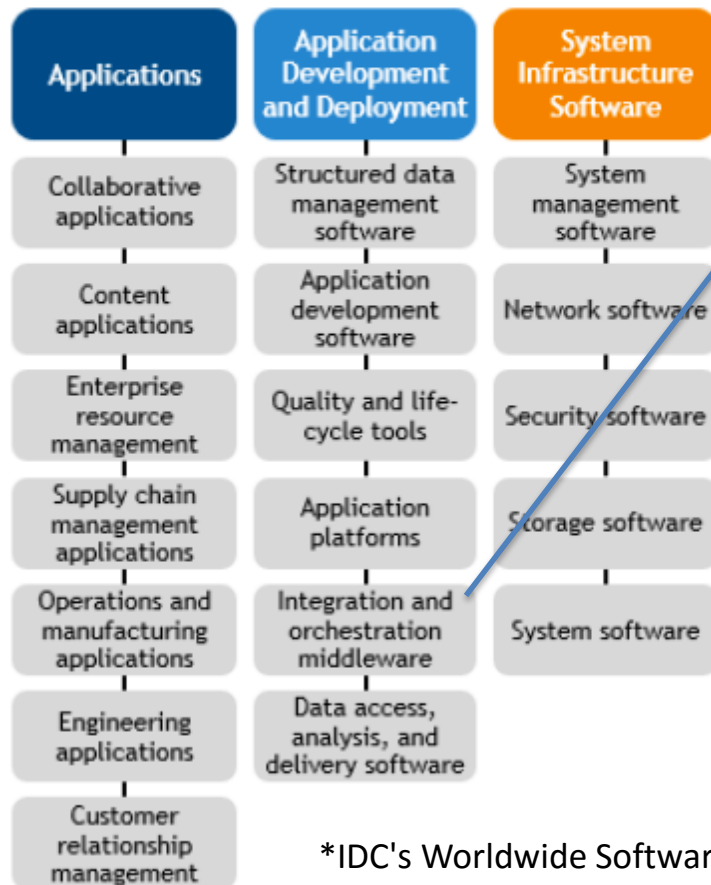 Applications
Collaborative
applications
Content
applications
Enterprise
resource
management
Supply chain
management
applications
Operations and
manufacturing
applications
Engineering
applications
Customer
relationship
management
Application
Development
and Deployment
Structured data
management
software
Application
development
software
Quality and life-
cycle tools
Application
platforms
Integration and
orchestration
middleware
Data access,
analysis, and
delivery software
System
Infrastructure
Software
System
management
software
Network software
Security software
Storage software
System software
*IDC's Worldwide Softwar